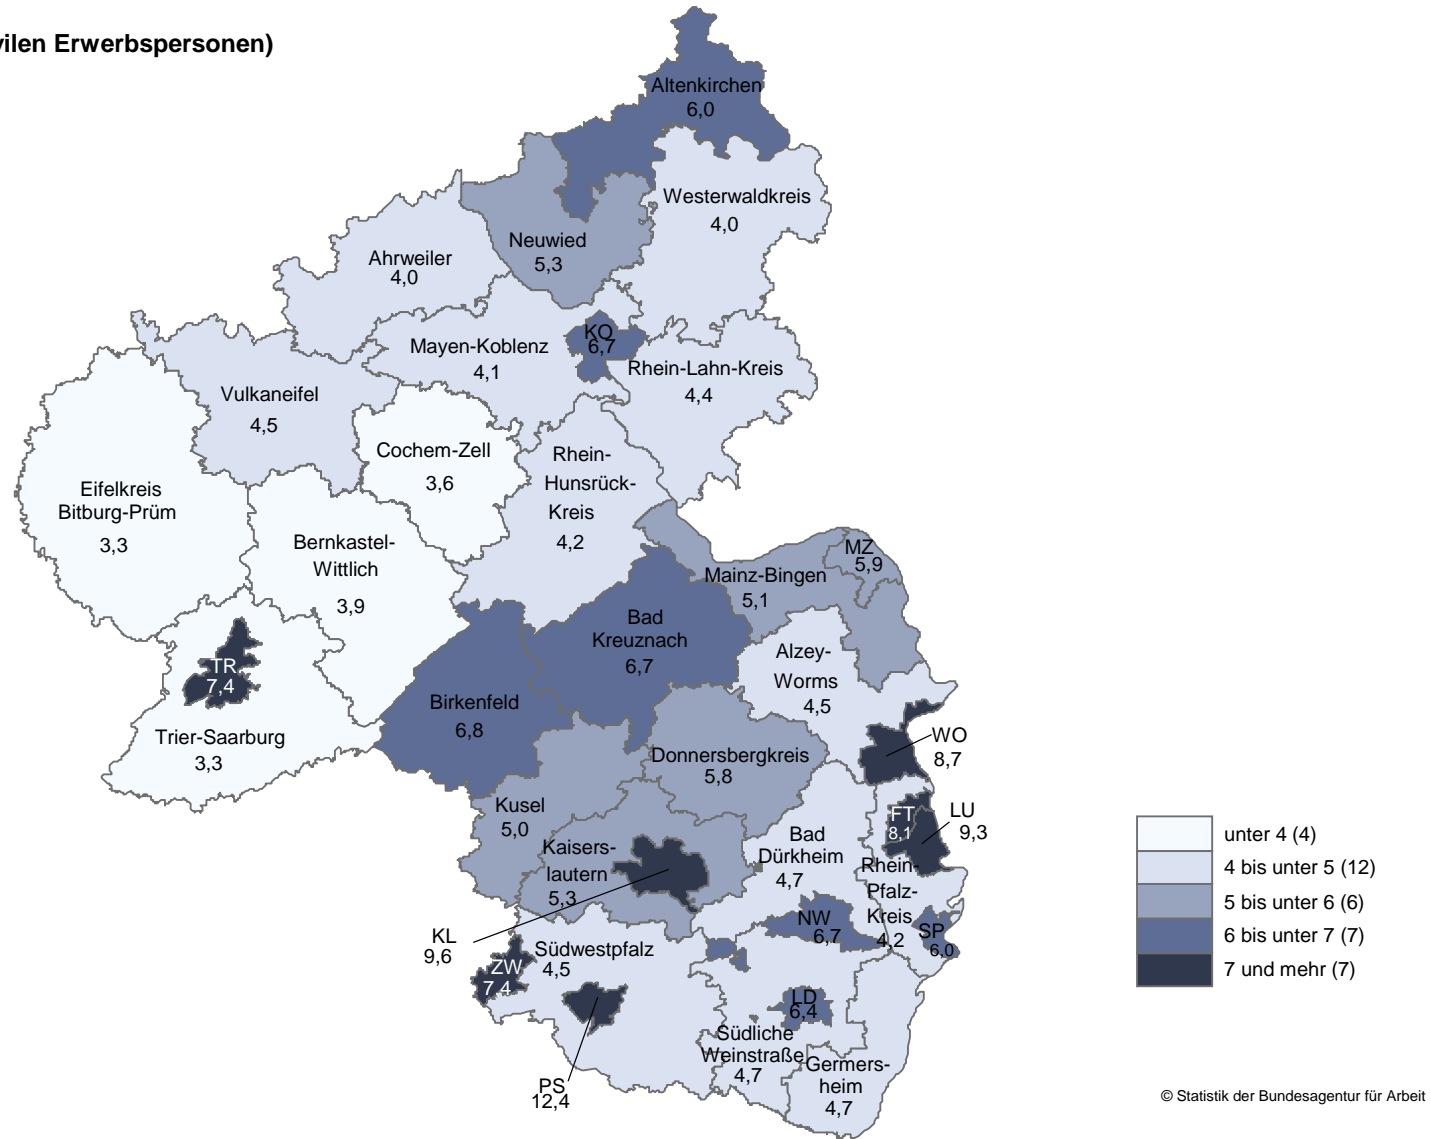 vilen Erwerbspersonen)
Altenkirchen
6,0
Westerwaldkreis
4,0
Neuwied
5,3
Ahrweiler
4,0
KO
6,7
Mayen-Koblenz
4,1
Rhein-Lahn-Kreis
4,4
Vulkaneifel
4,5
Cochem-Zell
3,6
Rhein-
Hunsrück-
Kreis
4,2
Eifelkreis
Bitburg-Prüm
3,3
Bernkastel-
Wittlich
3,9
MZ
5,9
Mainz-Bingen
5,1
Bad
Kreuznach
6,7
Alzey-
Worms
4,5
TR
7,4
Trier-Saarburg
3,3
Birkenfeld
6,8
Donnersbergkreis
5,8
WO
8,7
Kusel
5,0
Kaisers-
lautern
5,3
Bad
Dürkheim
4,7
FT
8,1
LU
9,3
Rhein-
Pfalz-
Kreis
4,2
KL
9,6
NW
6,7
SP
6,0
Südwestpfalz
4,5
ZW
7,4
LD
6,4
Südliche
Weinstraße
4,7
Germers-
heim
4,7
PS
12,4
unter 4 (4)
4 bis unter 5 (12)
5 bis unter 6 (6)
6 bis unter 7 (7)
7 und mehr (7)
© Statistik der Bundesagentur für Arbeit